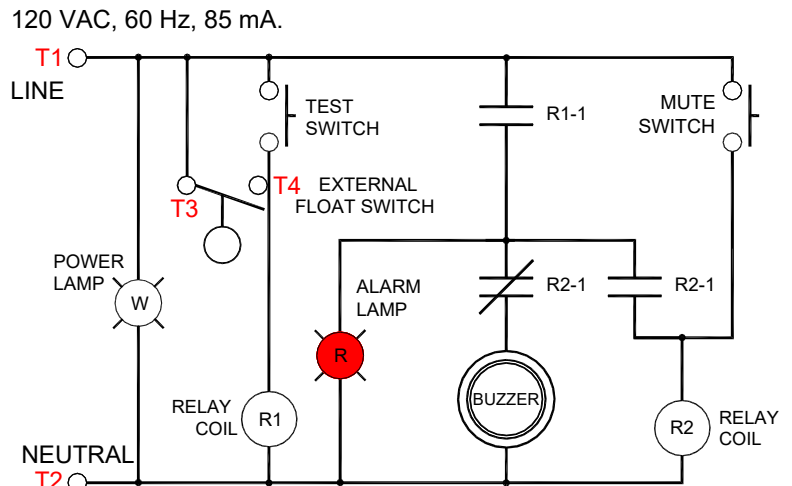 120 VAC, 60 Hz, 85 mA.
T1
LINE
TEST
SWITCH
R1-1
MUTE
SWITCH
T3
T4
EXTERNAL
FLOAT SWITCH
POWER
LAMP
W
ALARM
LAMP
R
R2-1
R2-1
RELAY
COIL
R1
BUZZER
R2
RELAY
COIL
NEUTRAL
T2